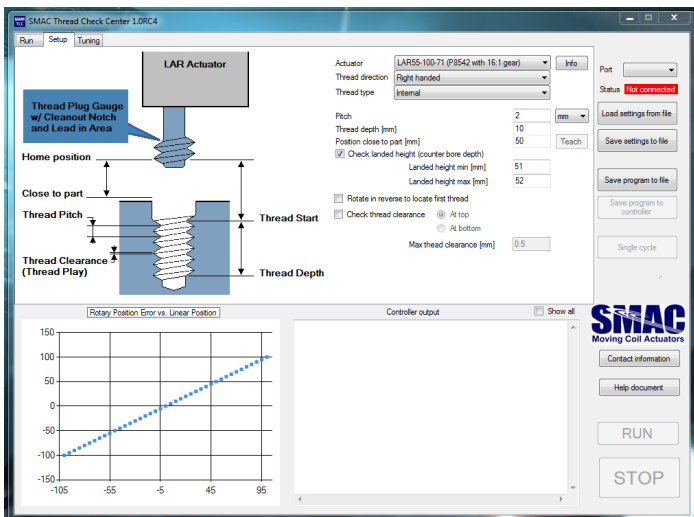 SMAC Thread Check Center 1.0RC4
Run
Setup
Tuning
LAR Actuator
Thread Plug Gauge
w/ Cleanout Notch
and Lead in Area
Home position
Close to part
Thread Pitch
Thread Clearance
(Thread Play)
Thread Start
Thread Depth
Actuator
LAR55-100-71 (P8542 with 16:1 gear)
Info
Thread direction
Right handed
Thread type
Internal
Pitch
2
mm
Thread depth [mm]
10
Position close to part [mm]
50
Teach
Check landed height (counter bore depth)
Landed height min [mm]
51
Landed height max [mm]
52
Rotate in reverse to locate first thread
Check thread clearance
At top
At bottom
Max thead clearance [mm]
0.5
Port
Status
Not connected
Load settings from file
Save settings to file
Save program to file
Save program to
controller
Single cycle
SMAC
Moving Coil Actuators
Contact information
Help document
RUN
STOP
Rotary Position Error vs. Linear Position
150
100
50
0
-50
-100
-150
-105
-55
-5
45
95
Controller output
Show all